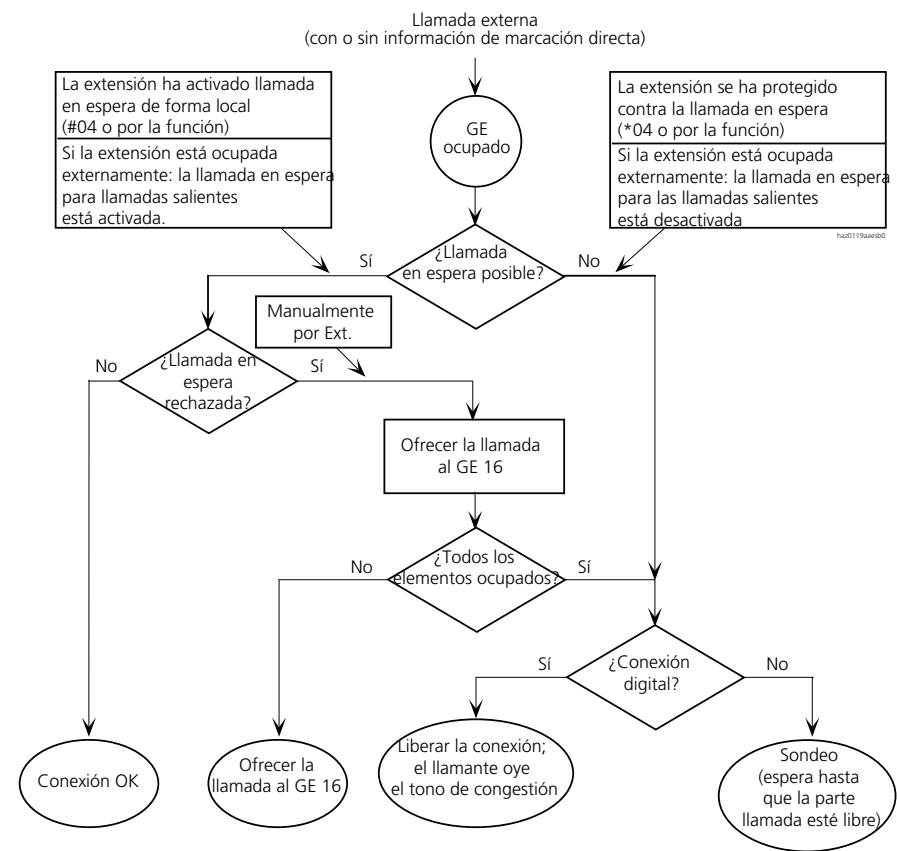 Llamada externa
(con o sin información de marcación directa)
La extensión ha activado llamada
en espera de forma local
(#04 o por la función)
Si la extensión está ocupada
externamente: la llamada en espera
para llamadas salientes
está activada.
GE
ocupado
La extensión se ha protegido
contra la llamada en espera
(*04 o por la función)
Si la extensión está ocupada
externamente: la llamada en espera
para las llamadas salientes
está desactivada
haz0119aaesb0
¿Llamada
en espera posible?
Sí
No
Manualmente
por Ext.
¿Llamada en
espera
rechazada?
No
Sí
Ofrecer la llamada
al GE 16
¿Todos los
elementos ocupados?
No
Sí
¿Conexión
digital?
Sí
No
Conexión OK
Ofrecer la
llamada al GE 16
Liberar la conexión;
el llamante oye
el tono de congestión
Sondeo
(espera hasta
que la parte
llamada esté libre)